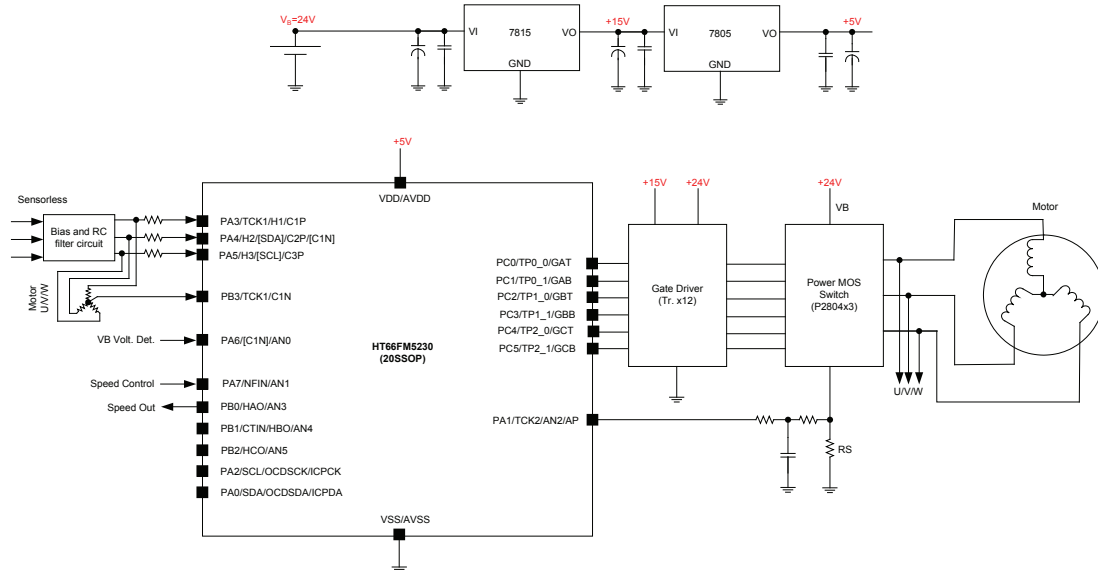 V_B=24V
VI
7815
VO
GND
+15V
VI
7805
VO
GND
+5V
+5V
VDD/AVDD
Sensorless
Bias and RC
filter circuit
Motor
U/V/W
VB Volt. Det.
Speed Control
Speed Out
PA3/TCK1/H1/C1P
PA4/H2/[SDA]/C2P/[C1N]
PA5/H3/[SCL]/C3P
PB3/TCK1/C1N
PA6/[C1N]/AN0
PA7/NFIN/AN1
PB0/HAO/AN3
PB1/CTIN/HBO/AN4
PB2/HCO/AN5
PA2/SCL/OCDSCK/ICPCK
PA0/SDA/OCDSDA/ICPDA
HT66FM5230
(20SSOP)
VSS/AVSS
PC0/TP0_0/GAT
PC1/TP0_1/GAB
PC2/TP1_0/GBT
PC3/TP1_1/GBB
PC4/TP2_0/GCT
PC5/TP2_1/GCB
PA1/TCK2/AN2/AP
+15V
+24V
Gate Driver
(Tr. x12)
+24V
VB
Power MOS
Switch
(P2804x3)
RS
U/V/W
Motor